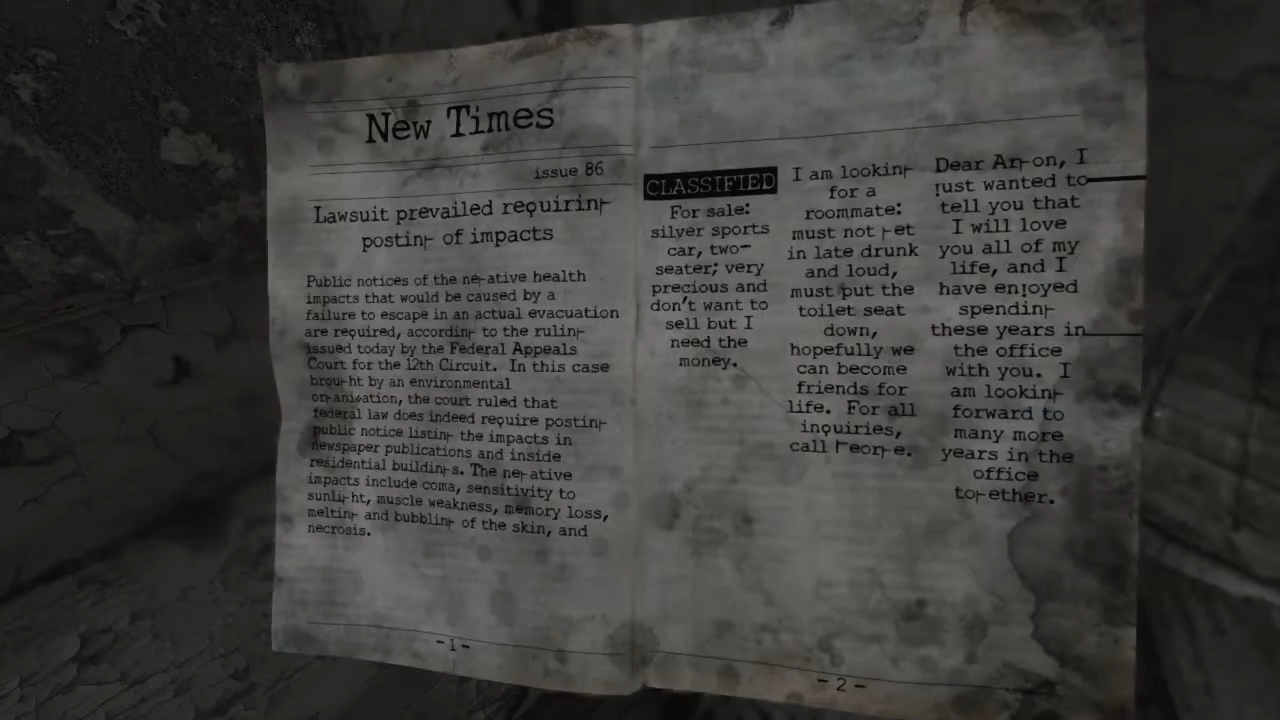 New Times
issue 86
Lawsuit prevailed requiring
posting of impacts
Public notices of the negative health
impacts that would be caused by a
failure to escape in an actual evacuation
are required, according to the ruling
issued today by the Federal Appeals
Court for the 12th Circuit. In this case
brought by an environmental
organisation, the court ruled that
federal law does indeed require posting
public notice listing the impacts in
newspaper publications and inside
residential buildings. The negative
impacts include coma, sensitivity to
sunlight, muscle weakness, memory loss,
melting and bubbling of the skin, and
necrosis.
-1-
CLASSIFIED
For sale:
silver sports
car, two-
seater; very
precious and
don't want to
sell but I
need the
money.
I am looking
for a
roommate:
must not get
in late drunk
and loud,
must put the
toilet seat
down,
hopefully we
can become
friends for
life. For all
inquiries,
call George.
Dear Argon, I
just wanted to
tell you that
I will love
you all of my
life, and I
have enjoyed
spending
these years in
the office
with you. I
am looking
forward to
many more
years in the
office
together.
-2-